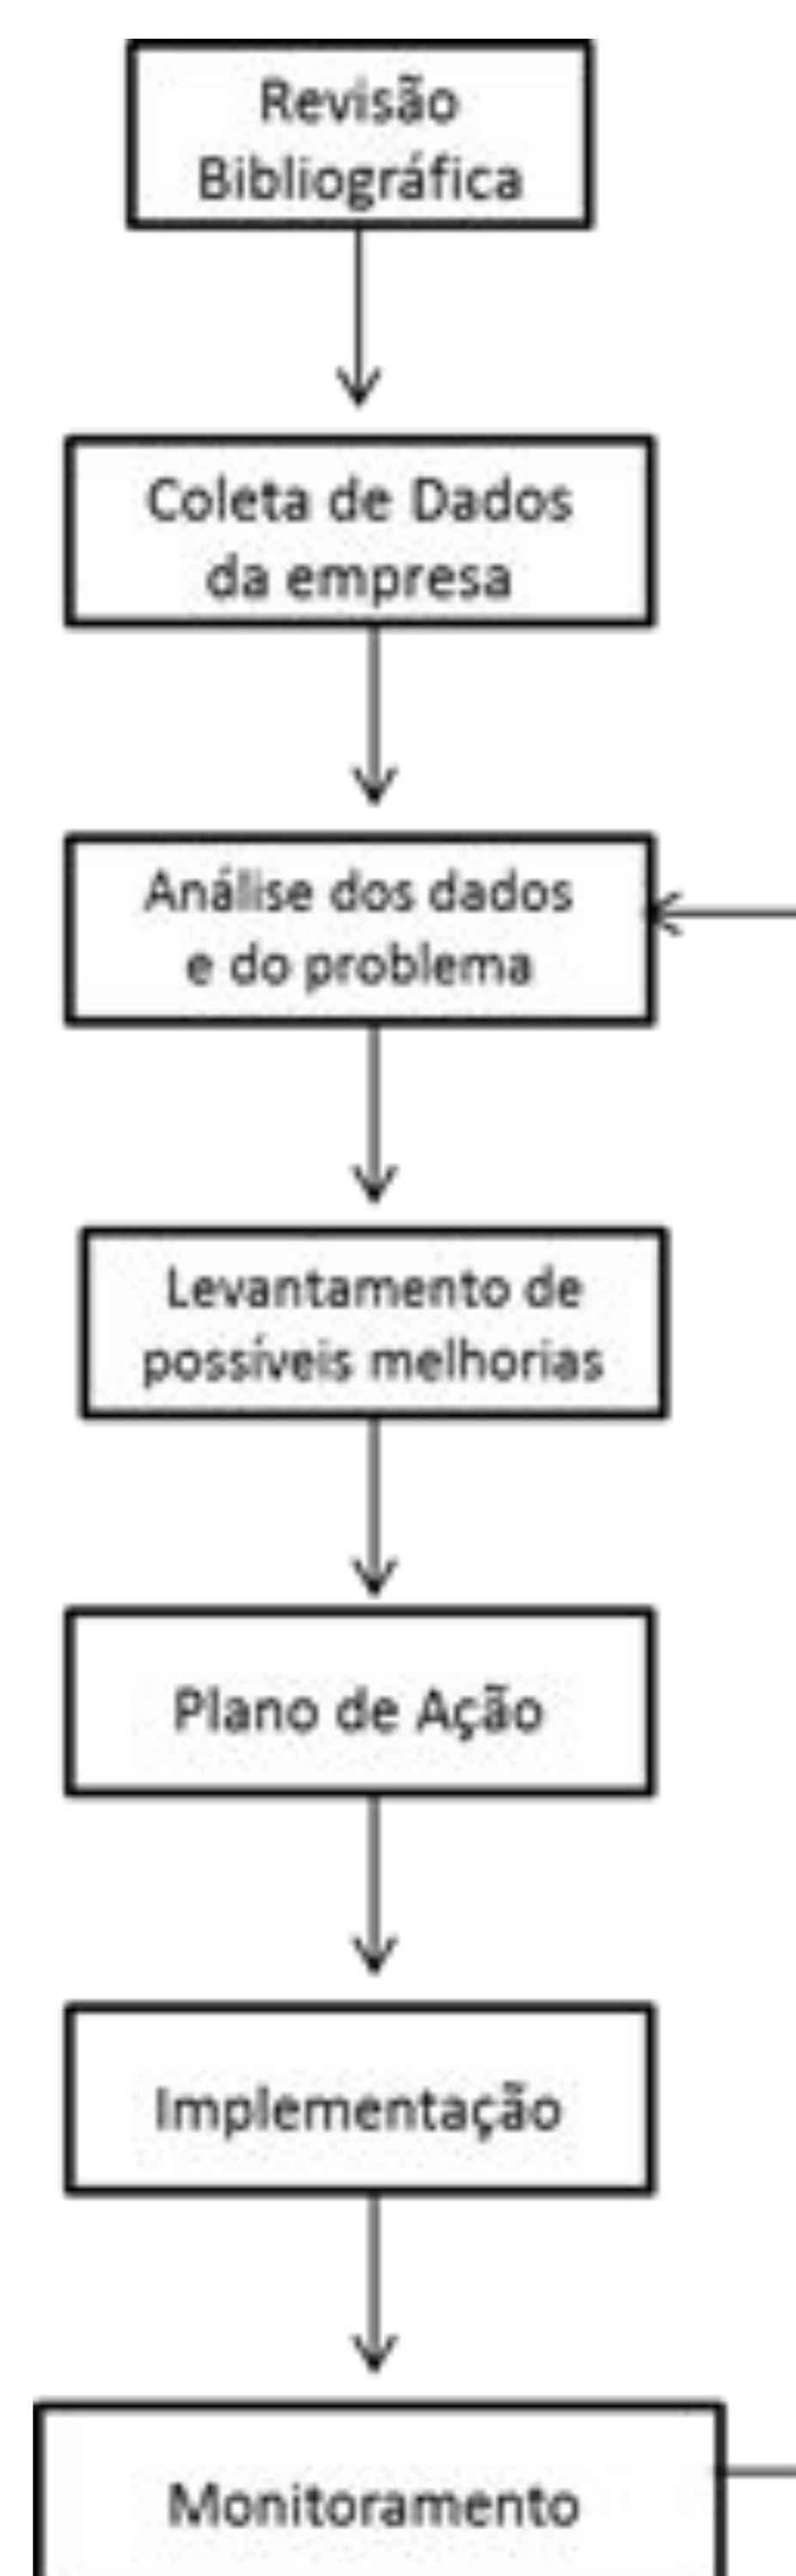 Revisão
Bibliográfica
Coleta de Dados
da empresa
Análise dos dados
e do problema
Levantamento de
possíveis melhorias
Plano de Ação
Implementação
Monitoramento